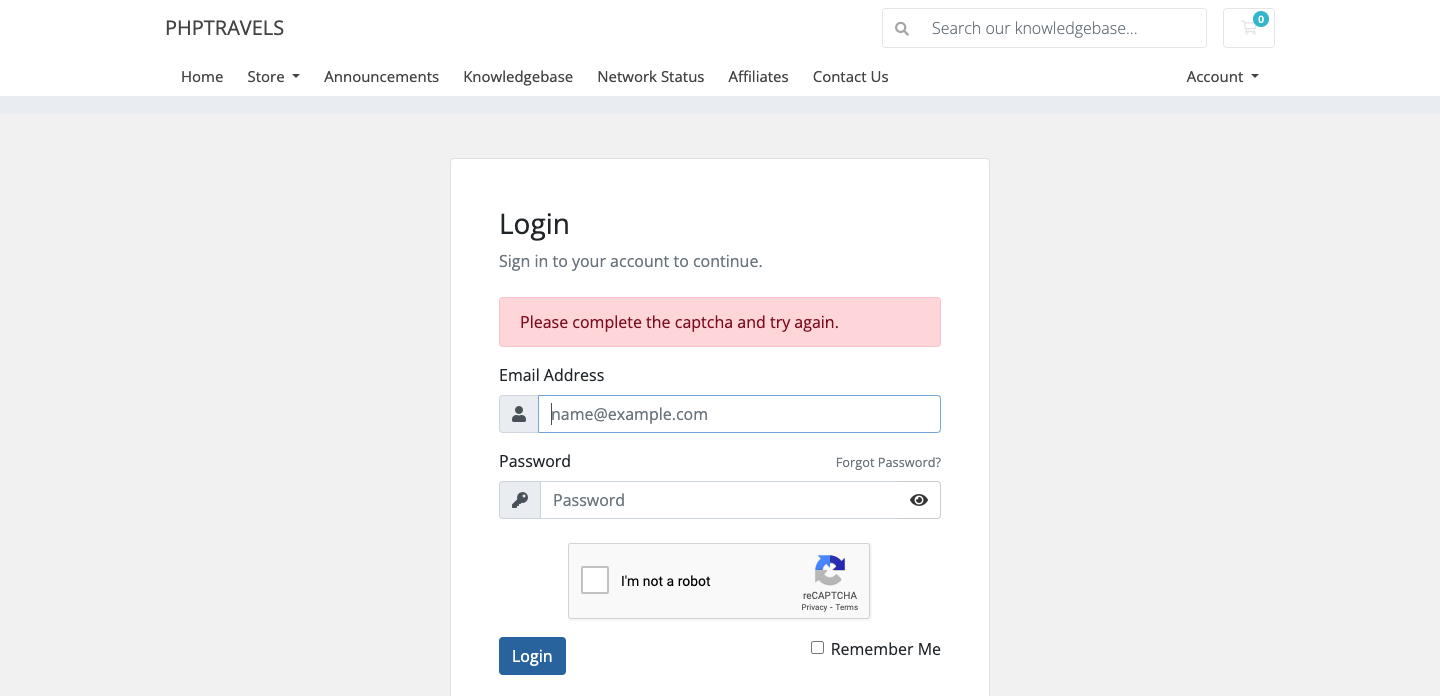 PHPTRAVELS
Search our knowledgebase...
0
Home Store Announcements Knowledgebase Network Status Affiliates Contact Us Account
Login
Sign in to your account to continue.
Please complete the captcha and try again.
Email Address
name@example.com
Password Forgot Password?
Password
I'm not a robot
reCAPTCHA
Privacy - Terms
Login Remember Me